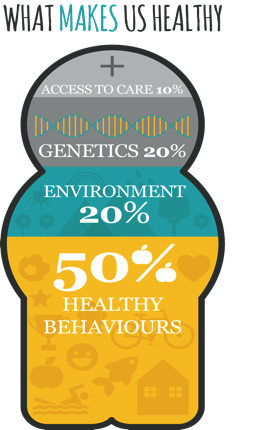 WHAT MAKES US HEALTHY
ACCESS TO CARE 10%
GENETICS 20%
ENVIRONMENT
20%
50%
HEALTHY
BEHAVIOURS